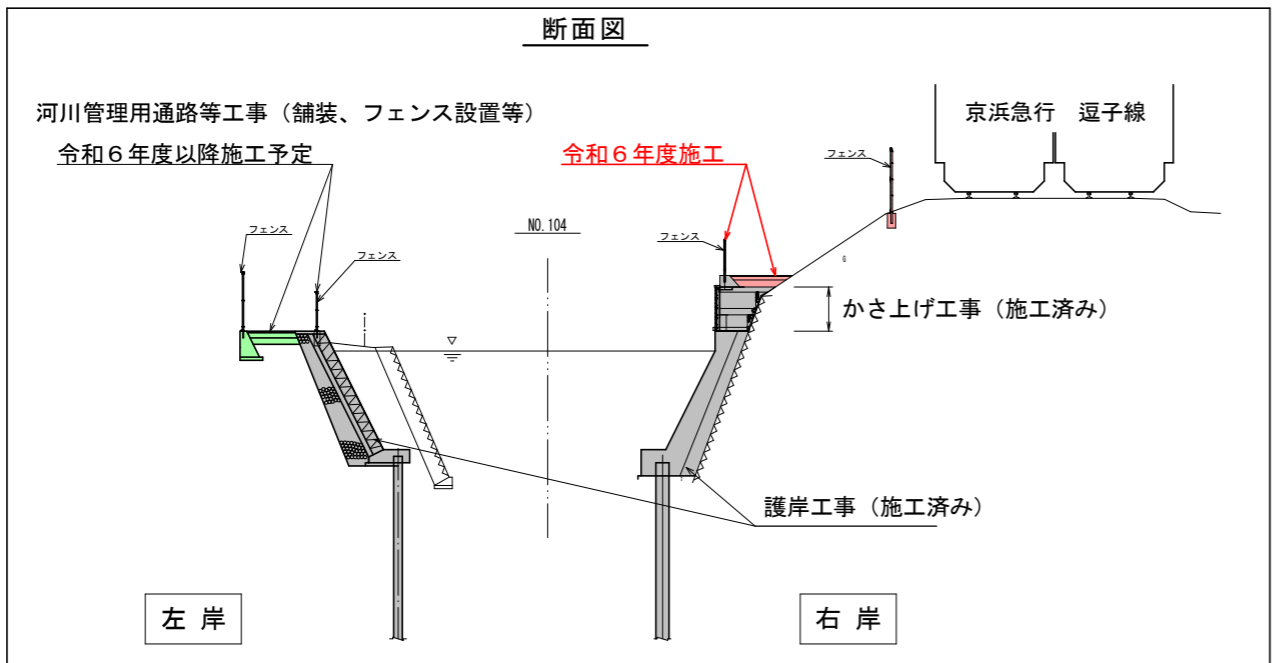 断面図
河川管理用通路等工事（舗装、フェンス設置等）
令和６年度以降施工予定
令和６年度施工
京浜急行　逗子線
フェンス
フェンス
フェンス
フェンス
NO.104
かさ上げ工事（施工済み）
護岸工事（施工済み）
左 岸
右 岸